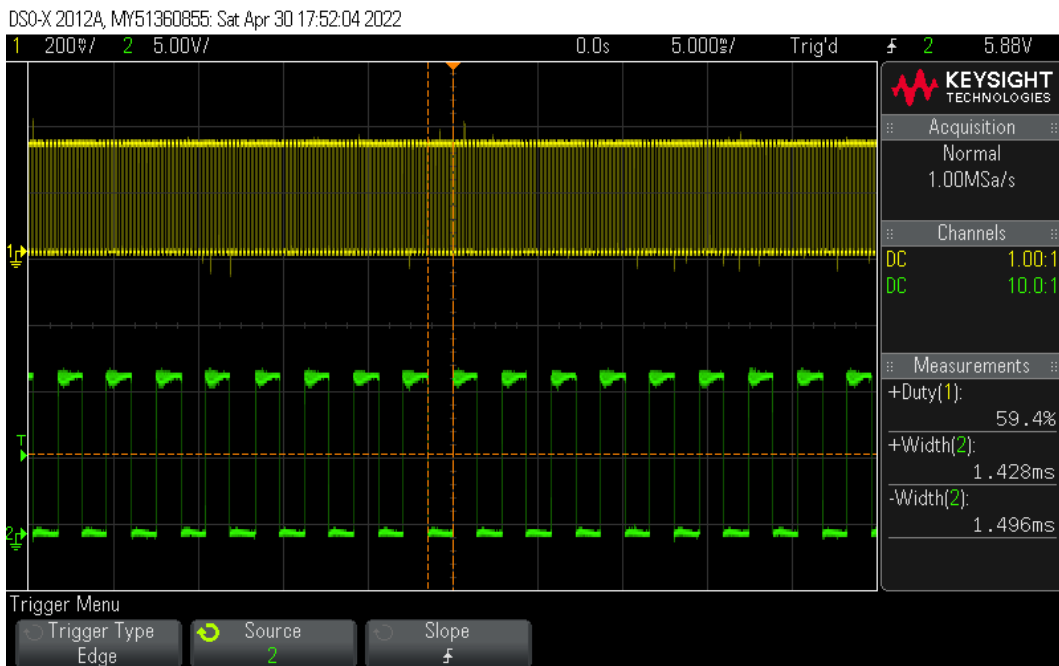 DSO-X 2012A, MY51360855: Sat Apr 30 17:52:04 2022
1 200mV/ 2 5.00V/ 0.0s 5.000ms/ Trig'd 2 5.88V
KEYSIGHT
TECHNOLOGIES
Acquisition
Normal
1.00MSa/s
Channels
DC 1.00:1
DC 10.0:1
Measurements
+Duty(1):
59.4%
+Width(2):
1.428ms
-Width(2):
1.496ms
1
T
2
Trigger Menu
Trigger Type Source Slope
Edge 2